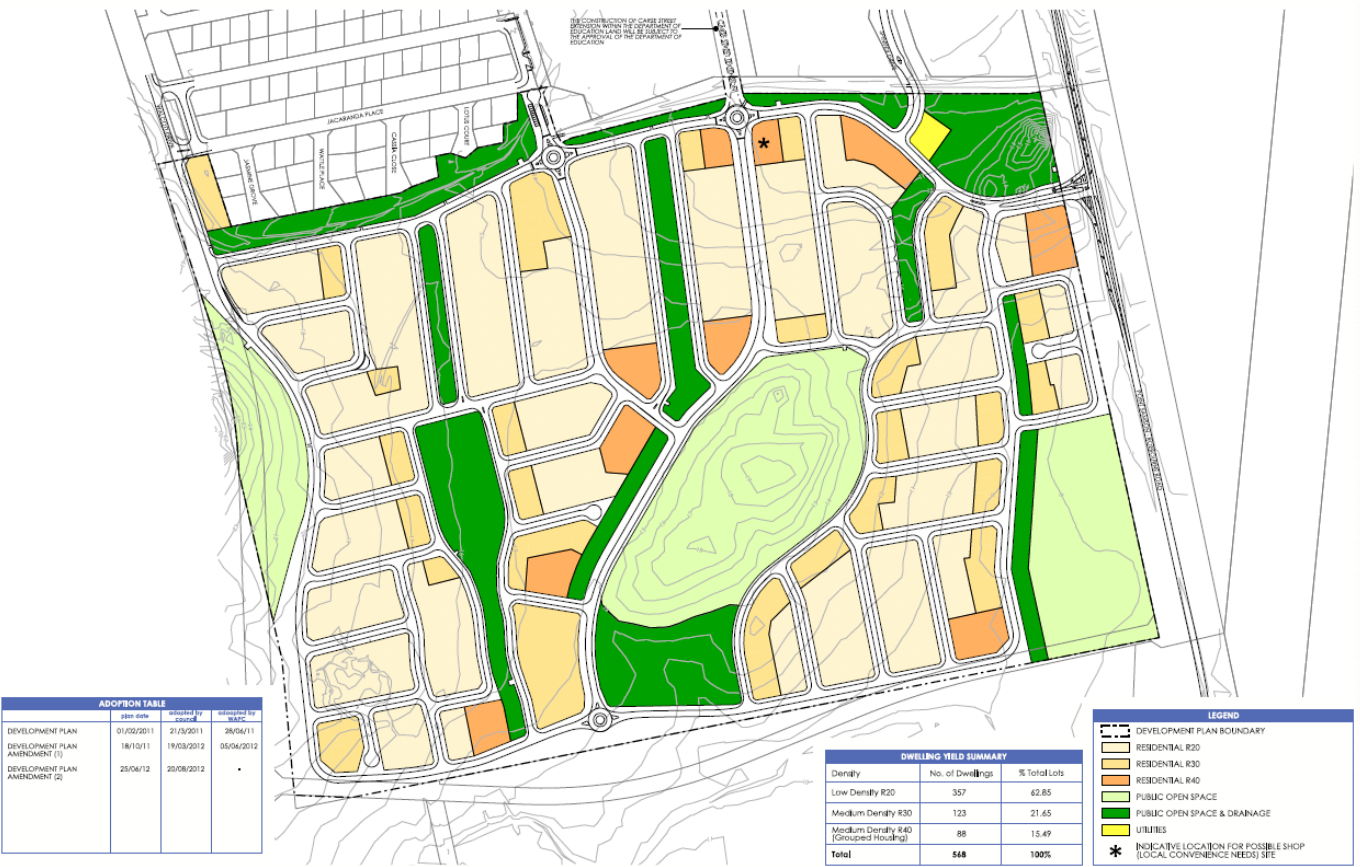 THE CONSTRUCTION OF CARSE STREET
EXTENSION WITHIN THE DEPARTMENT OF
EDUCATION LAND WILL BE SUBJECT TO
THE APPROVAL OF THE DEPARTMENT OF
EDUCATION
JACARANDA PLACE
JASMINE GROVE
WATTLE PLACE
CASSIA CLOSE
LOTUS COURT
ADOPTION TABLE
plan date
adopted by
council
adopted by
WAPC
DEVELOPMENT PLAN 01/02/2011 21/3/2011 28/06/11
DEVELOPMENT PLAN
AMENDMENT (1) 18/10/11 19/03/2012 05/06/2012
DEVELOPMENT PLAN
AMENDMENT (2) 25/06/12 20/08/2012 •
DWELLING YIELD SUMMARY
Density No. of Dwellings % Total Lots
Low Density R20 357 62.85
Medium Density R30 123 21.65
Medium Density R40
(Grouped Housing) 88 15.49
Total 568 100%
LEGEND
DEVELOPMENT PLAN BOUNDARY
RESIDENTIAL R20
RESIDENTIAL R30
RESIDENTIAL R40
PUBLIC OPEN SPACE
PUBLIC OPEN SPACE & DRAINAGE
UTILITIES
* INDICATIVE LOCATION FOR POSSIBLE SHOP
(LOCAL CONVENIENCE NEEDS) SITE